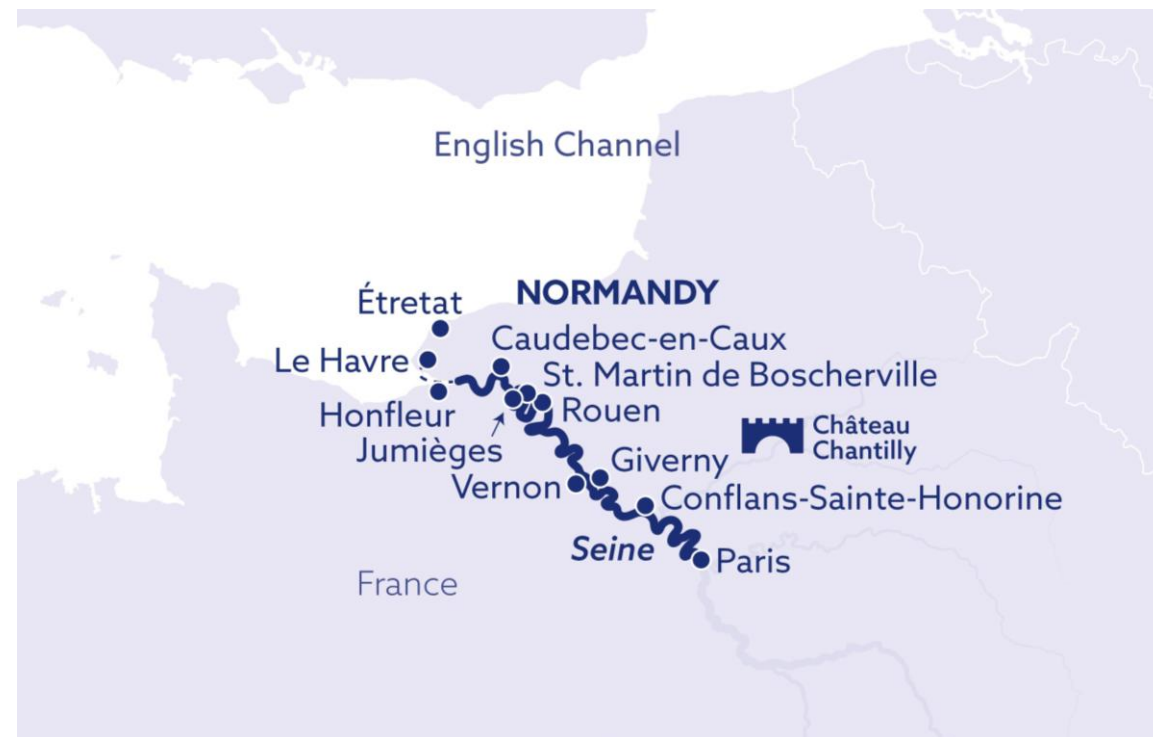 English Channel
NORMANDY
Étretat
Caudebec-en-Caux
Le Havre
St. Martin de Boscherville
Honfleur
Rouen
Château
Chantilly
Jumièges
Giverny
Vernon
Conflans-Sainte-Honorine
Seine
Paris
France